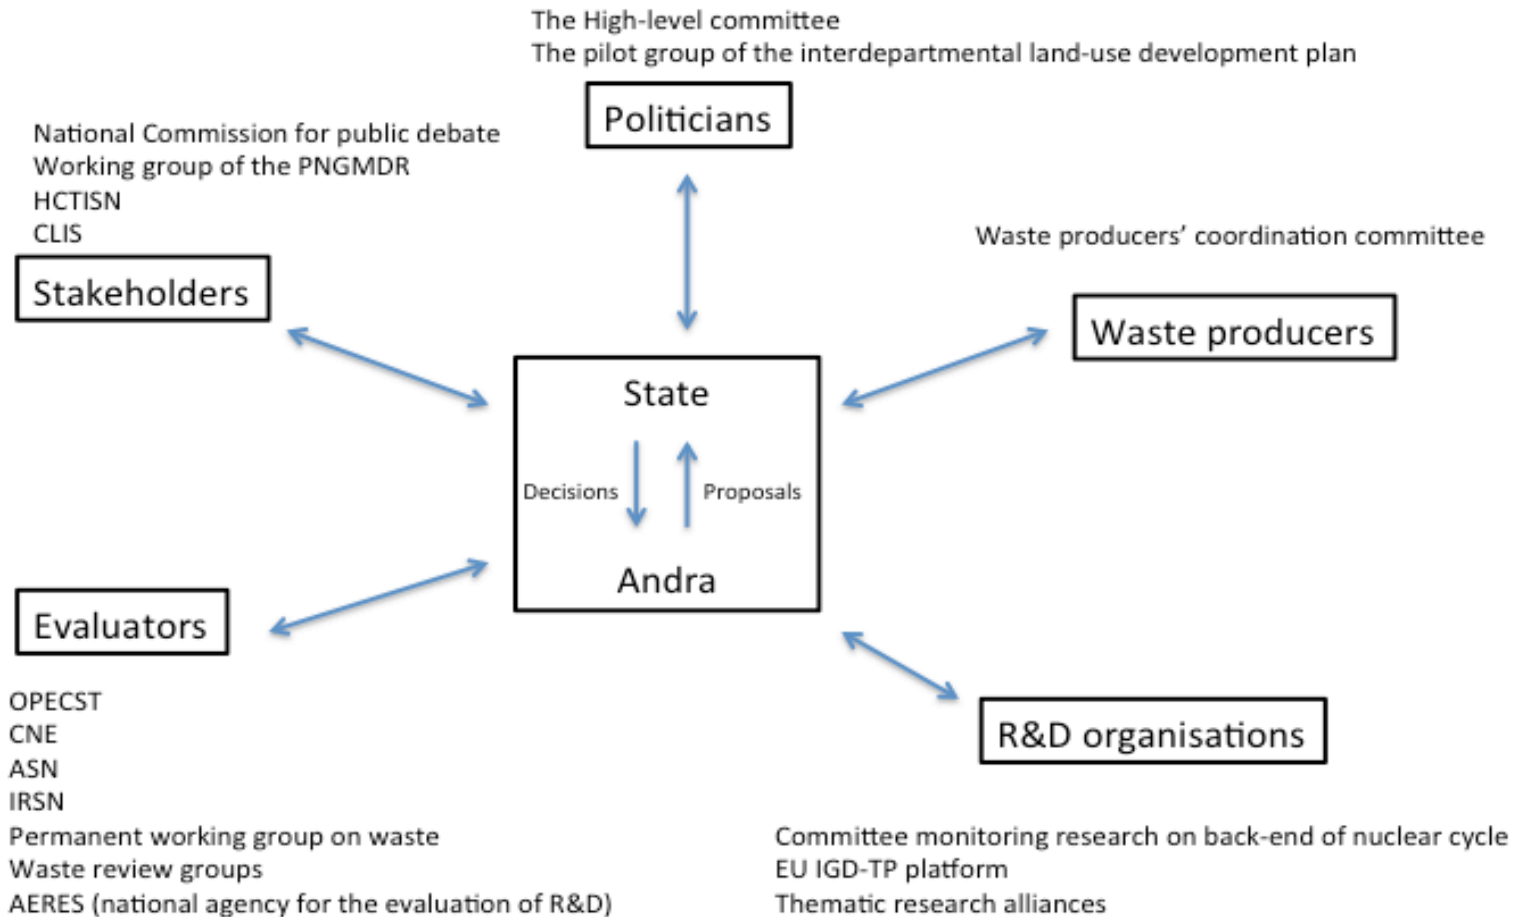 The High-level committee
The pilot group of the interdepartmental land-use development plan
Politicians
National Commission for public debate
Working group of the PNGMDR
HCTISN
CLIS
Stakeholders
Waste producers’ coordination committee
Waste producers
State
Decisions
Proposals
Andra
Evaluators
OPECST
CNE
ASN
IRSN
Permanent working group on waste
Waste review groups
AERES (national agency for the evaluation of R&D)
R&D organisations
Committee monitoring research on back-end of nuclear cycle
EU IGD-TP platform
Thematic research alliances